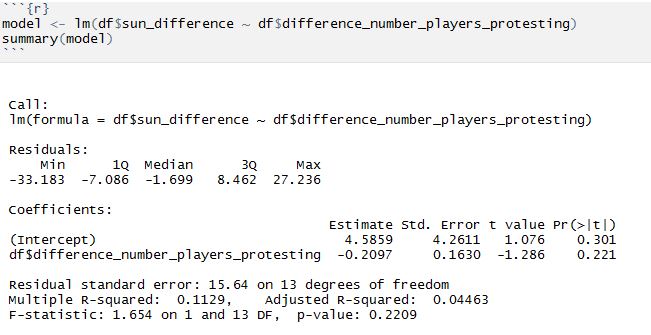 ```{r}
model <- lm(df$sun_difference ~ df$difference_number_players_protesting)
summary(model)
```
Call:
lm(formula = df$sun_difference ~ df$difference_number_players_protesting)
Residuals:
Min 1Q Median 3Q Max
-33.183 -7.086 -1.699 8.462 27.236
Coefficients:
Estimate Std. Error t value Pr(>|t|)
(Intercept) 4.5859 4.2611 1.076 0.301
df$difference_number_players_protesting -0.2097 0.1630 -1.286 0.221
Residual standard error: 15.64 on 13 degrees of freedom
Multiple R-squared: 0.1129, Adjusted R-squared: 0.04463
F-statistic: 1.654 on 1 and 13 DF, p-value: 0.2209